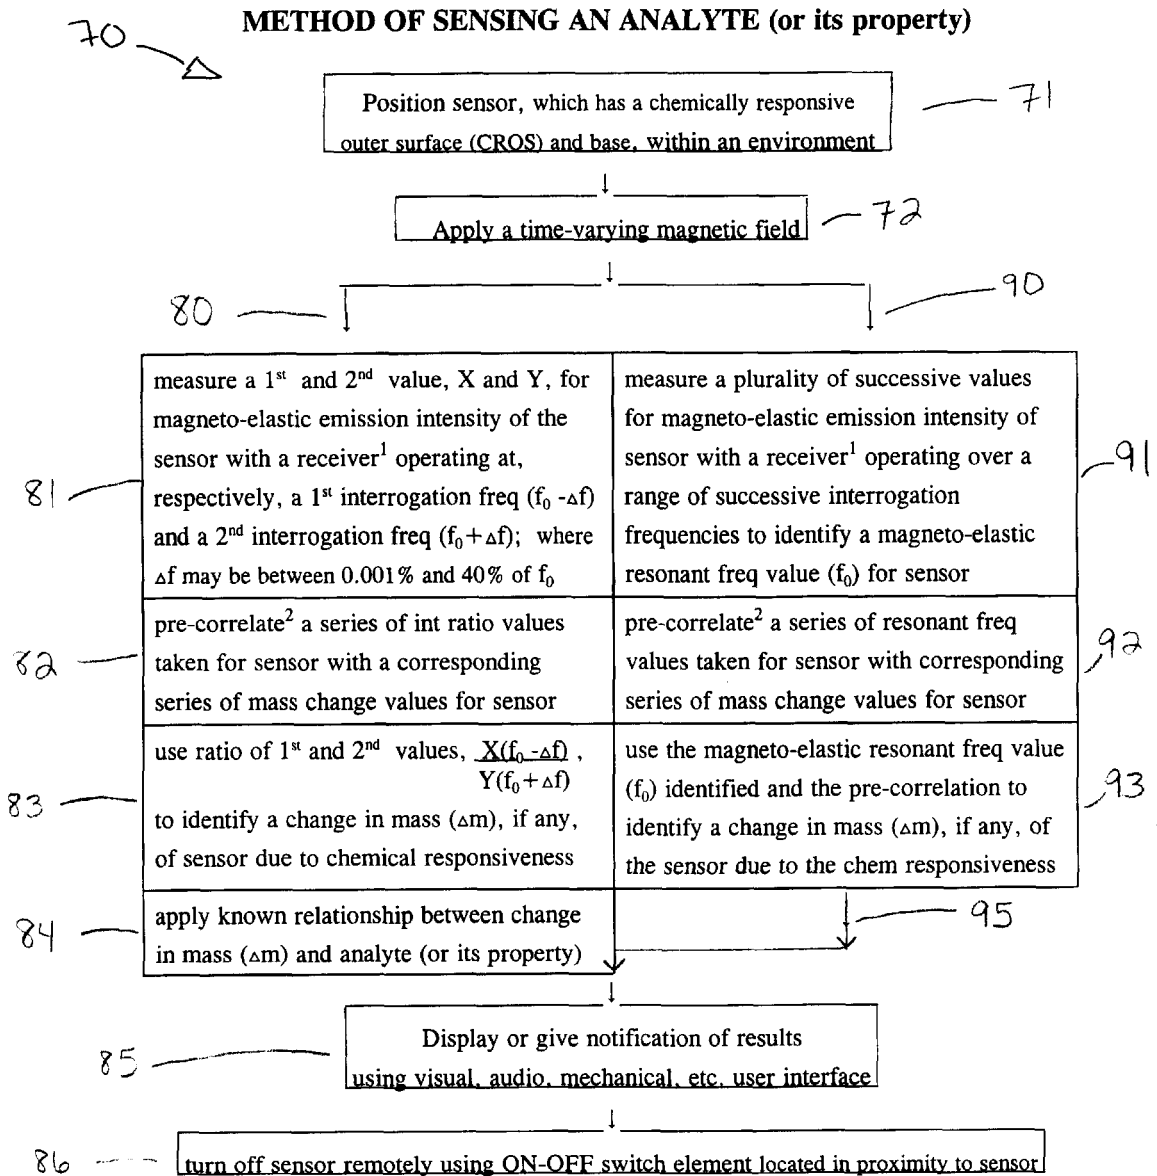 METHOD OF SENSING AN ANALYTE (or its property)
70
Position sensor, which has a chemically responsive
outer surface (CROS) and base, within an environment
71
Apply a time-varying magnetic field
72
80
90
measure a 1st and 2nd value, X and Y, for
magneto-elastic emission intensity of the
sensor with a receiver1 operating at,
respectively, a 1st interrogation freq (f0 -Δf)
and a 2nd interrogation freq (f0+Δf); where
Δf may be between 0.001% and 40% of f0
81
measure a plurality of successive values
for magneto-elastic emission intensity of
sensor with a receiver1 operating over a
range of successive interrogation
frequencies to identify a magneto-elastic
resonant freq value (f0) for sensor
91
pre-correlate2 a series of int ratio values
taken for sensor with a corresponding
series of mass change values for sensor
82
pre-correlate2 a series of resonant freq
values taken for sensor with corresponding
series of mass change values for sensor
92
use ratio of 1st and 2nd values, X(f0 -Δf) ,
Y(f0+Δf)
to identify a change in mass (Δm), if any,
of sensor due to chemical responsiveness
83
use the magneto-elastic resonant freq value
(f0) identified and the pre-correlation to
identify a change in mass (Δm), if any, of
the sensor due to the chem responsiveness
93
apply known relationship between change
in mass (Δm) and analyte (or its property)
84
95
Display or give notification of results
using visual, audio, mechanical, etc. user interface
85
turn off sensor remotely using ON-OFF switch element located in proximity to sensor
86